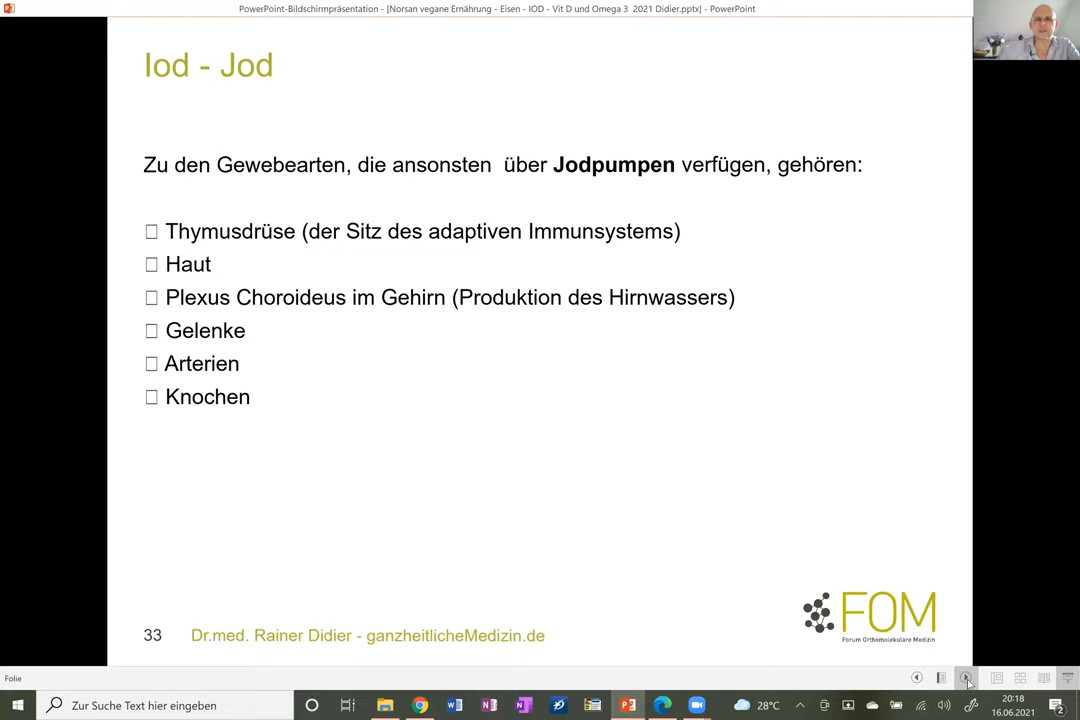 PowerPoint-Bildschirmpräsentation - [Norsan vegane Ernährung - Eisen - IOD - Vit D und Omega 3 2021 Didier.pptx] - PowerPoint
Iod - Jod
Zu den Gewebearten, die ansonsten über Jodpumpen verfügen, gehören:
Thymusdrüse (der Sitz des adaptiven Immunsystems)
Haut
Plexus Choroideus im Gehirn (Produktion des Hirnwassers)
Gelenke
Arterien
Knochen
FOM
Forum Orthomolekulare Medizin
33 Dr.med. Rainer Didier - ganzheitlicheMedizin.de
Folie
Zur Suche Text hier eingeben
28°C
20:18
16.06.2021
2